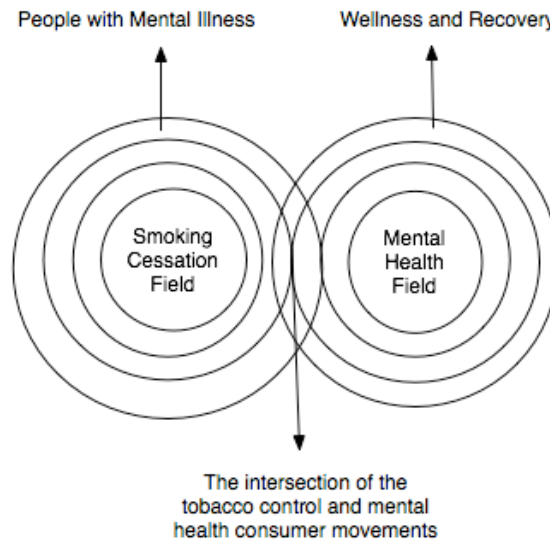 People with Mental Illness
Wellness and Recovery
Smoking
Cessation
Field
Mental
Health
Field
The intersection of the
tobacco control and mental
health consumer movements